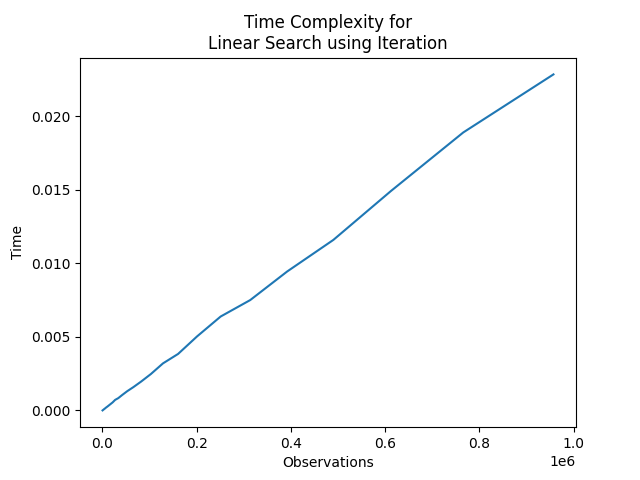 Time Complexity for
Linear Search using Iteration
Time
0.020
0.015
0.010
0.005
0.000
0.0
0.2
0.4
0.6
0.8
1.0
1e6
Observations